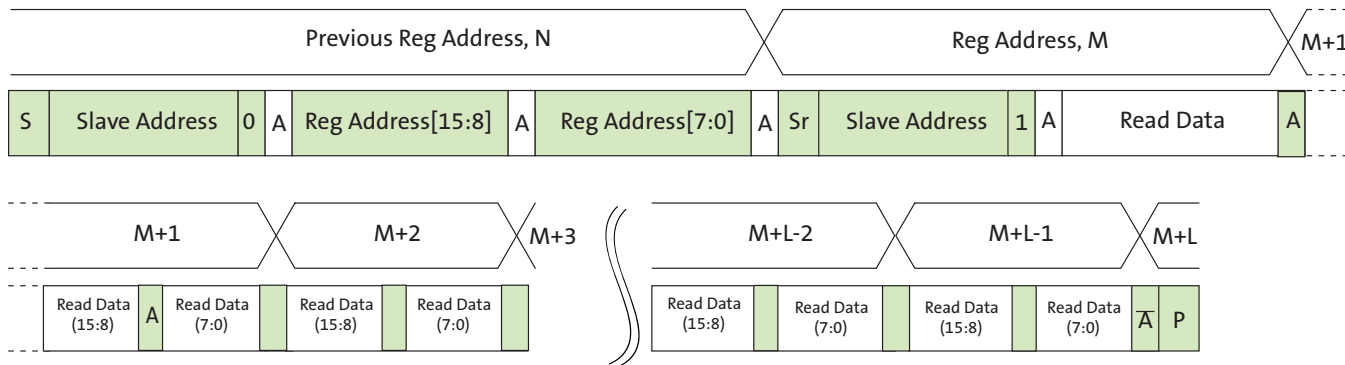 Previous Reg Address, N Reg Address, M M+1
S Slave Address 0 A Reg Address[15:8] A Reg Address[7:0] A Sr Slave Address 1 A Read Data A
M+1 M+2 M+3 M+L-2 M+L-1 M+L
Read Data Read Data Read Data Read Data Read Data Read Data Read Data Read Data
(15:8) A (7:0) (15:8) (7:0) (15:8) (7:0) (15:8) (7:0) A̅ P